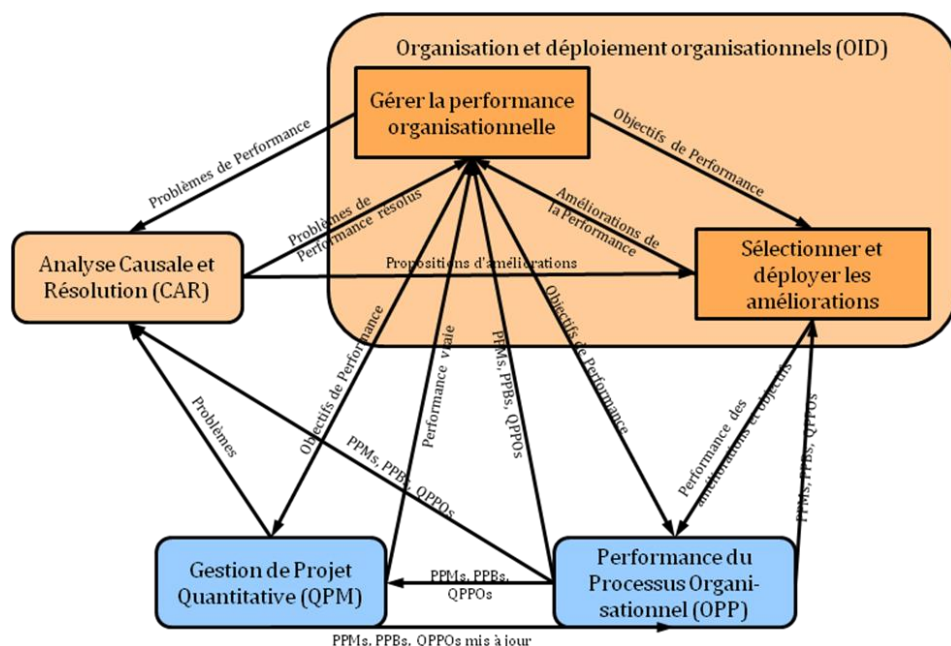 Organisation et déploiement organisationnels (OID)
Gérer la performance
organisationnelle
Problèmes de Performance
Objectifs de Performance
Problèmes de
Performance résolus
Améliorations de
la Performance
Analyse Causale et
Résolution (CAR)
Propositions d'améliorations
Sélectionner et
déployer les
améliorations
Problèmes
Objectifs de Performance
Performance vraie
PPMs, PPBs, QPPOs
Objectifs de Performance
Performance des
améliorations et objectifs
PPMs, PPBs, QPPOs
PPMs, PPBs, QPPOs
Gestion de Projet
Quantitative (QPM)
PPMs, PPBs,
QPPOs
Performance du
Processus Organi-
sationnel (OPP)
PPMs, PPBs, QPPOs mis à jour